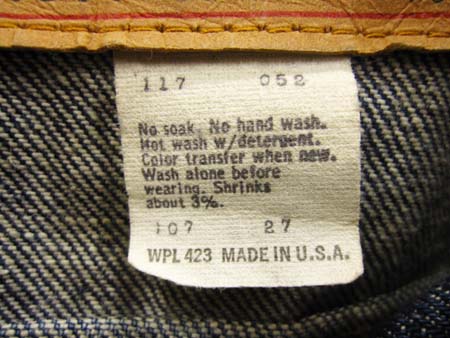 117 052
No soak. No hand wash.
Hot wash w/detergent.
Color transfer when new.
Wash alone before
wearing. Shrinks
about 3%.
107 27
WPL 423 MADE IN U.S.A.